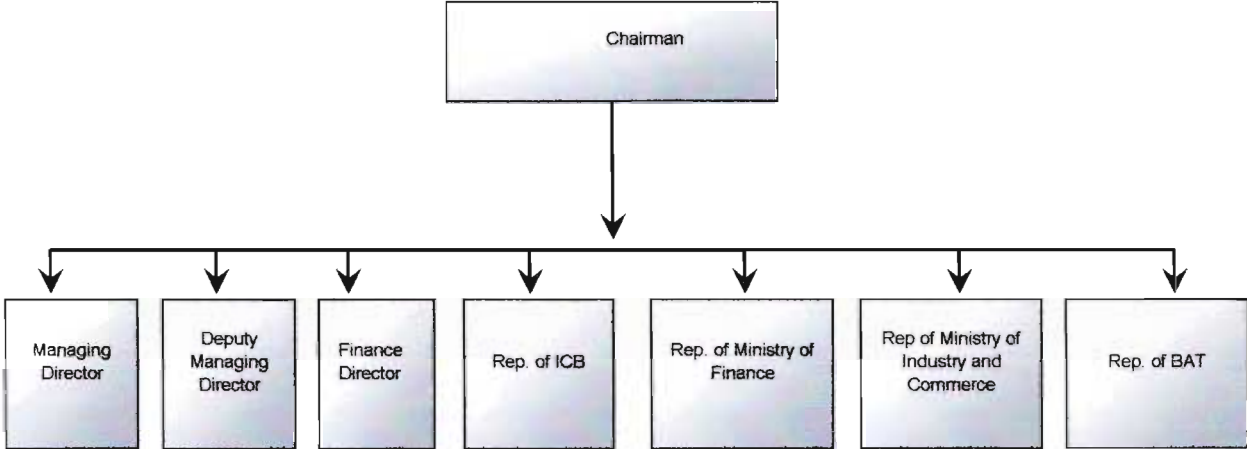 Chairman
Managing
Director
Deputy
Managing
Director
Finance
Director
Rep. of ICB
Rep. of Ministry of
Finance
Rep of Ministry of
Industry and
Commerce
Rep. of BAT